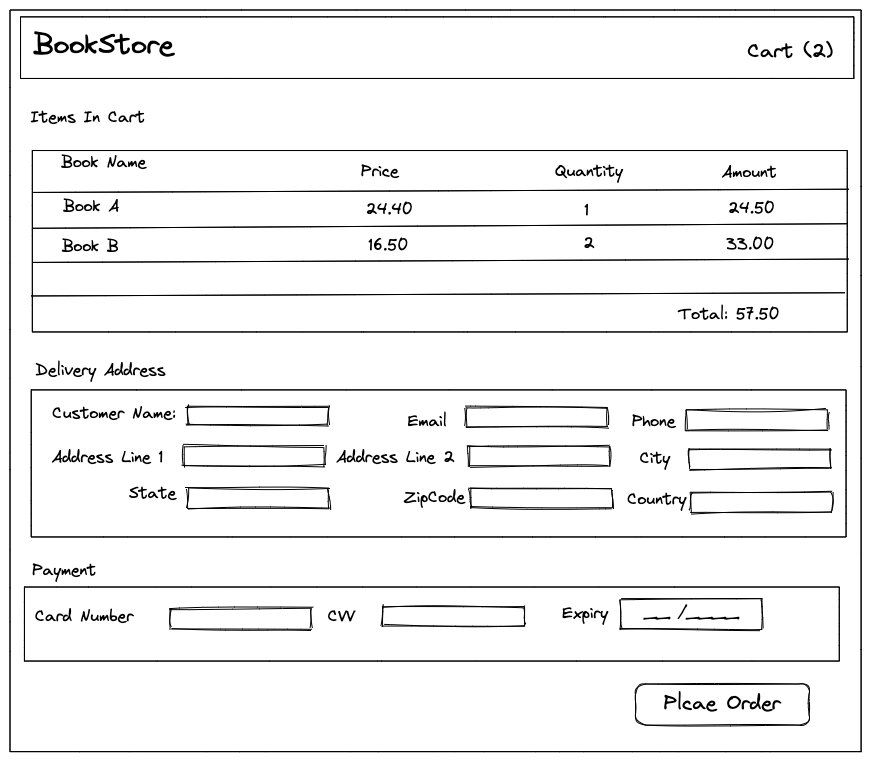 BookStore Cart (2)
Items In Cart
Book Name Price Quantity Amount
Book A 24.40 1 24.50
Book B 16.50 2 33.00
Total: 57.50
Delivery Address
Customer Name: Email Phone
Address Line 1 Address Line 2 City
State ZipCode Country
Payment
Card Number CVV Expiry __/____
Plcae Order